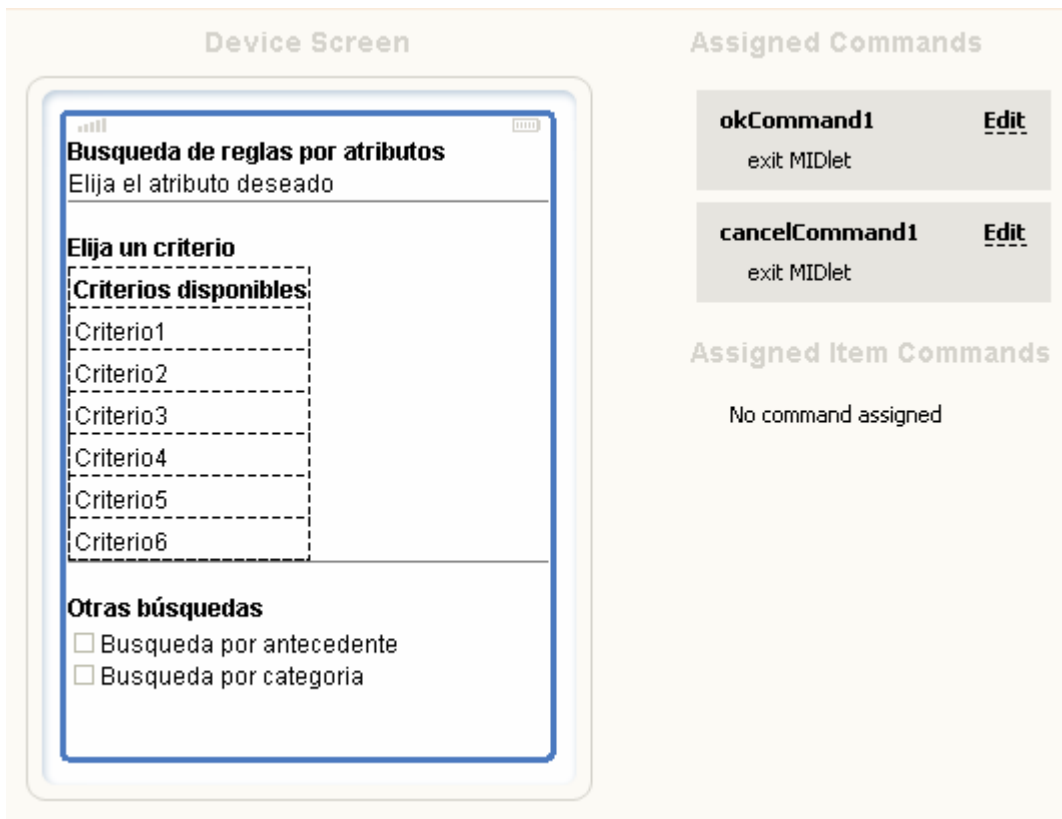 Device Screen
Busqueda de reglas por atributos
Elija el atributo deseado
Elija un criterio
Criterios disponibles
Criterio1
Criterio2
Criterio3
Criterio4
Criterio5
Criterio6
Otras búsquedas
Busqueda por antecedente
Busqueda por categoria
Assigned Commands
okCommand1 Edit
exit MIDlet
cancelCommand1 Edit
exit MIDlet
Assigned Item Commands
No command assigned